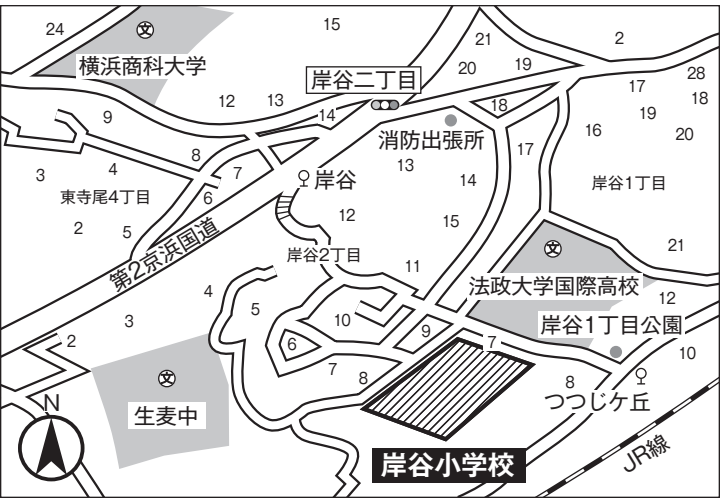 24
文
横浜商科大学
15
21
2
20
19
岸谷二丁目
28
17
18
18
19
12
13
14
9
消防出張所
16
20
17
8
13
4
7
岸谷
14
岸谷1丁目
3
東寺尾4丁目
6
12
15
2
5
第2京浜国道
岸谷2丁目
文
21
11
法政大学国際高校
4
5
12
3
10
岸谷1丁目公園
9
2
6
7
10
7
8
文
8
つつじケ丘
N
生麦中
岸谷小学校
JR線